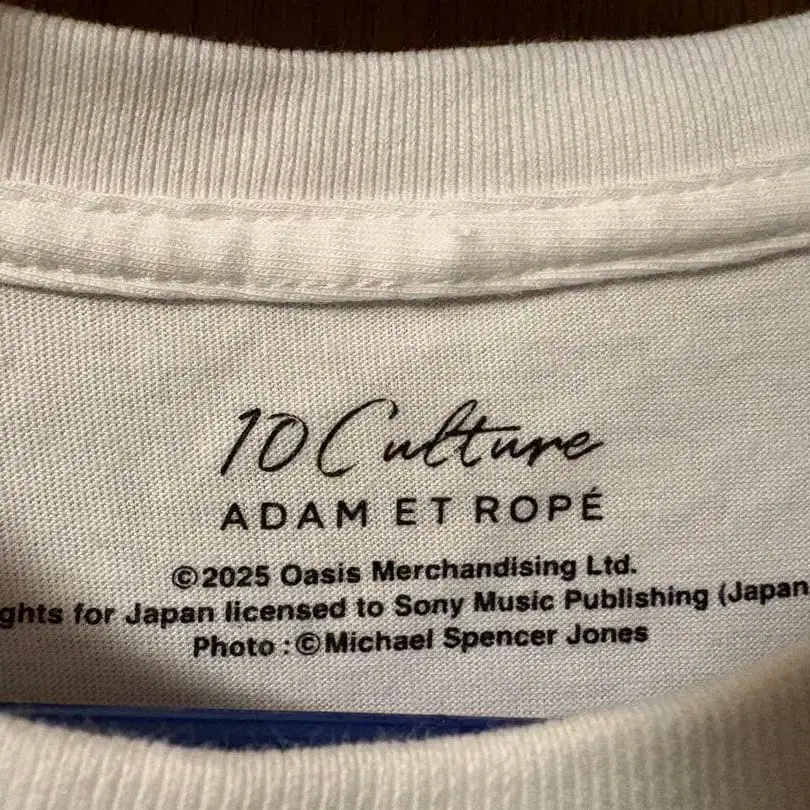 10 Culture
ADAM ET ROPÉ
©2025 Oasis Merchandising Ltd.
ghts for Japan licensed to Sony Music Publishing (Japan
Photo : ©Michael Spencer Jones